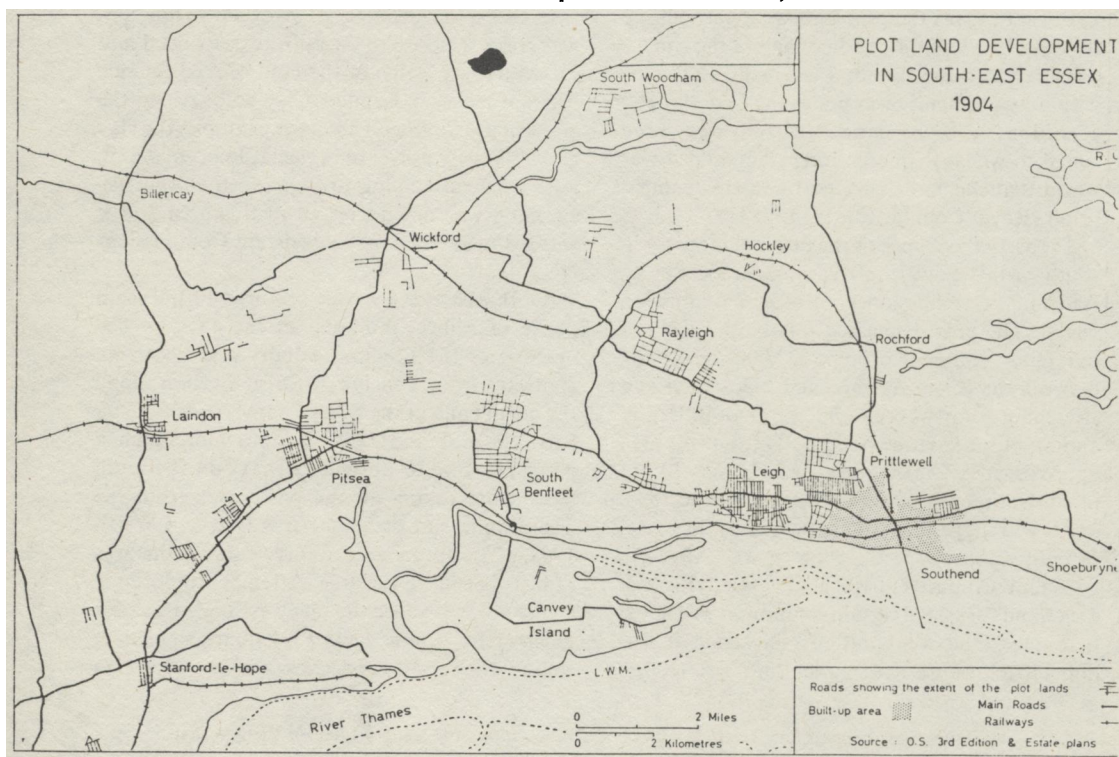 PLOT LAND DEVELOPMENT
IN SOUTH-EAST ESSEX
1904
South Woodham
Billericay
Wickford
Hockley
Rayleigh
Rochford
Laindon
Pitsea
South
Benfleet
Leigh
Prittlewell
Southend
Canvey
Island
Stanford-le-Hope
L.W.M.
River Thames
0 2 Miles
0 2 Kilometres
Roads showing the extent of the plot lands
Built-up area
Main Roads
Railways
Source : O.S. 3rd Edition & Estate plans